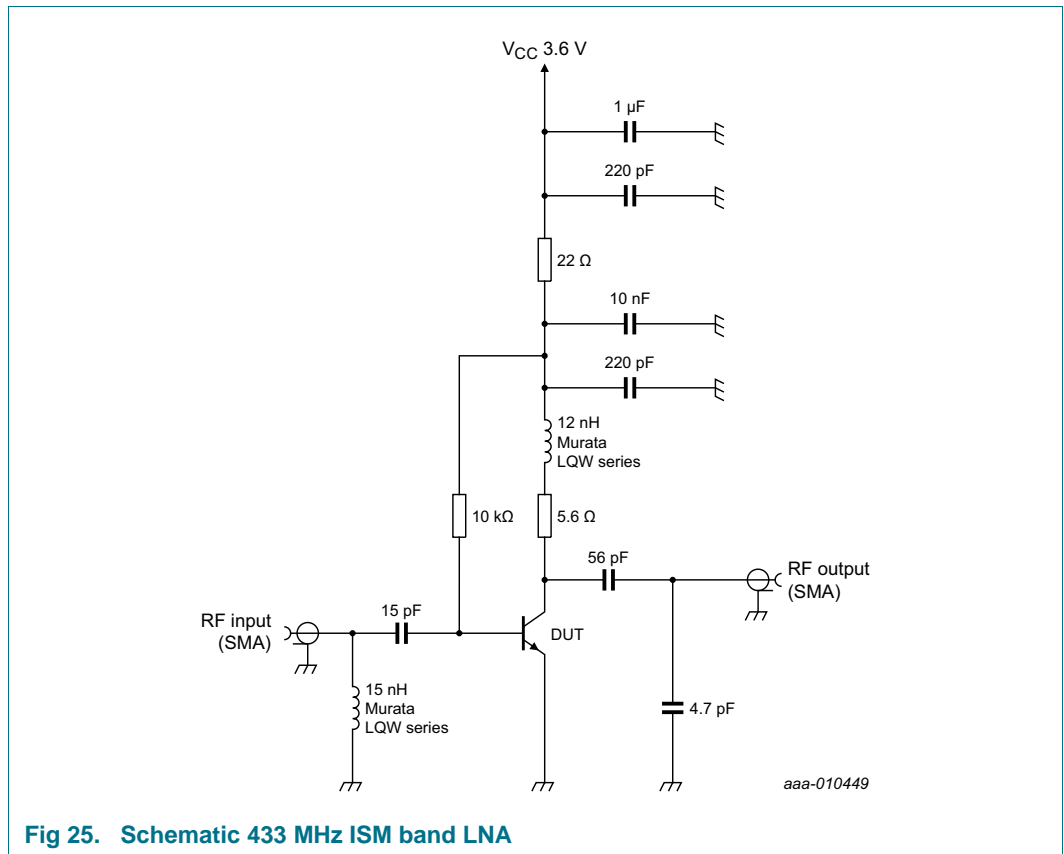 VCC 3.6 V
1 µF
220 pF
22 Ω
10 nF
220 pF
12 nH
Murata
LQW series
10 kΩ
5.6 Ω
56 pF
RF output
(SMA)
15 pF
RF input
(SMA)
DUT
15 nH
Murata
LQW series
4.7 pF
aaa-010449
Fig 25. Schematic 433 MHz ISM band LNA